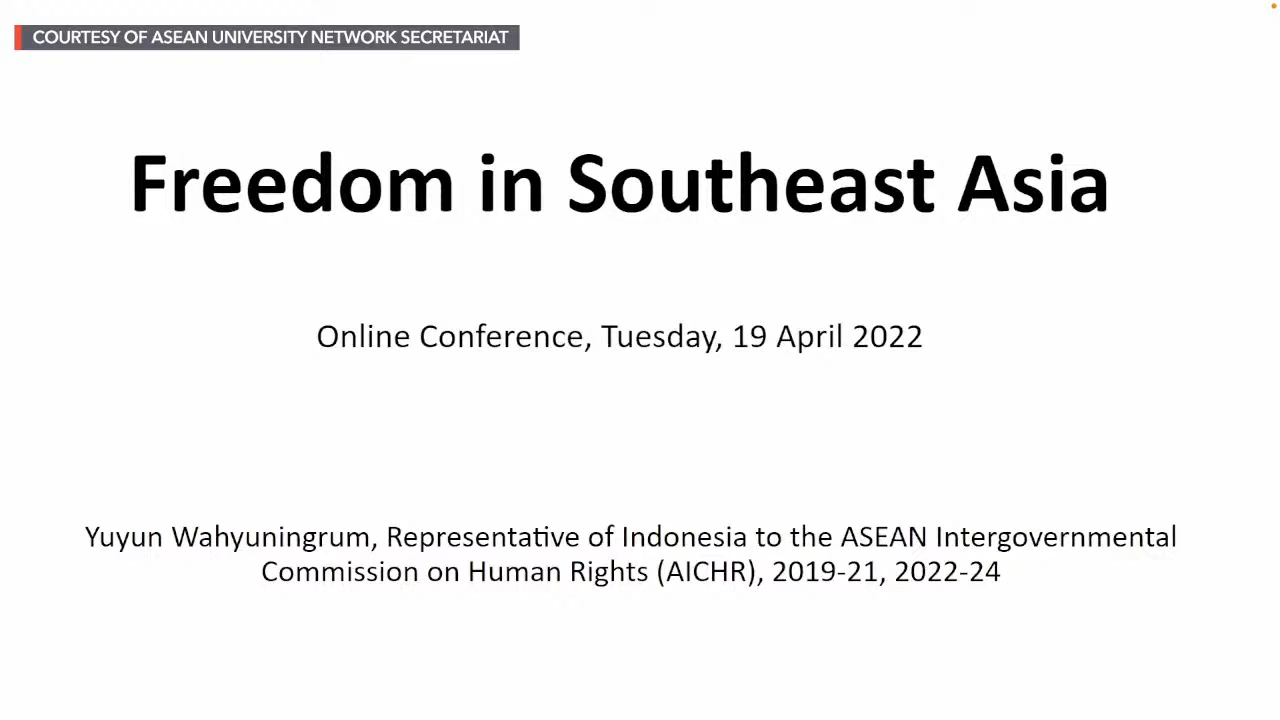 COURTESY OF ASEAN UNIVERSITY NETWORK SECRETARIAT
Freedom in Southeast Asia
Online Conference, Tuesday, 19 April 2022
Yuyun Wahyuningrum, Representative of Indonesia to the ASEAN Intergovernmental
Commission on Human Rights (AICHR), 2019-21, 2022-24